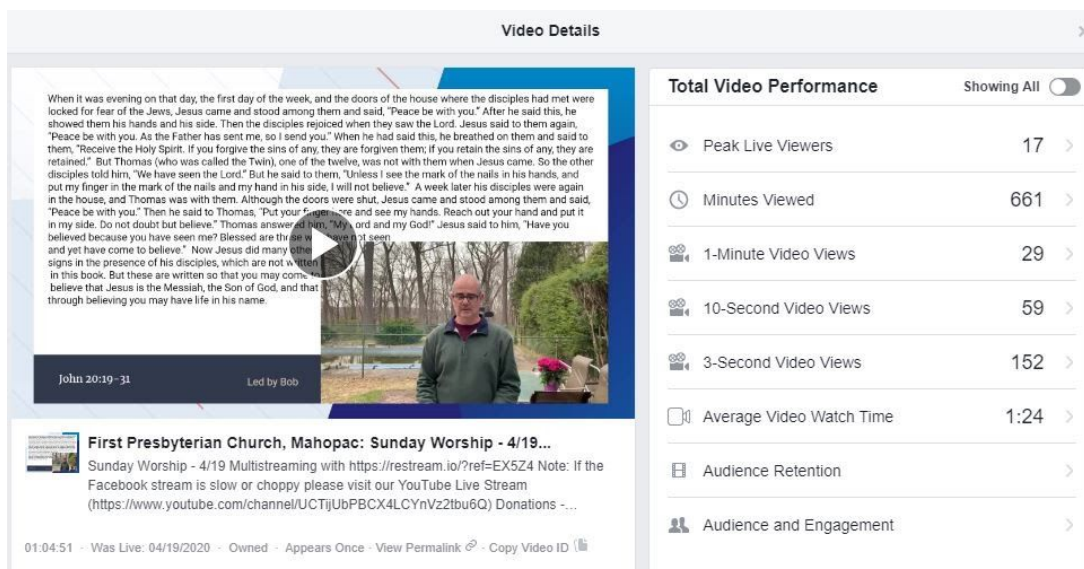 Video Details
When it was evening on that day, the first day of the week, and the doors of the house where the disciples had met were
locked for fear of the Jews, Jesus came and stood among them and said, "Peace be with you." After he said this, he
showed them his hands and his side. Then the disciples rejoiced when they saw the Lord. Jesus said to them again,
"Peace be with you. As the Father has sent me, so I send you." When he had said this, he breathed on them and said to
them, "Receive the Holy Spirit. If you forgive the sins of any, they are forgiven them; if you retain the sins of any, they are
retained." But Thomas (who was called the Twin), one of the twelve, was not with them when Jesus came. So the other
disciples told him, "We have seen the Lord." But he said to them, "Unless I see the mark of the nails in his hands, and
put my finger in the mark of the nails and my hand in his side, I will not believe." A week later his disciples were again
in the house, and Thomas was with them. Although the doors were shut, Jesus came and stood among them and said,
"Peace be with you." Then he said to Thomas, "Put your finger here and see my hands. Reach out your hand and put it
in my side. Do not doubt but believe." Thomas answered him, "My Lord and my God!" Jesus said to him, "Have you
believed because you have seen me? Blessed are those who have not seen
and yet have come to believe." Now Jesus did many other
signs in the presence of his disciples, which are not written
in this book. But these are written so that you may come to
believe that Jesus is the Messiah, the Son of God, and that
through believing you may have life in his name.
John 20:19-31
Led by Bob
First Presbyterian Church, Mahopac: Sunday Worship - 4/19...
Sunday Worship - 4/19 Multistreaming with https://restream.io/?ref=EX5Z4 Note: If the
Facebook stream is slow or choppy please visit our YouTube Live Stream
(https://www.youtube.com/channel/UCTijUbPBCX4LCYnVz2tbu6Q) Donations -...
01:04:51 · Was Live: 04/19/2020 · Owned · Appears Once · View Permalink · Copy Video ID
Total Video Performance Showing All
Peak Live Viewers 17
Minutes Viewed 661
1-Minute Video Views 29
10-Second Video Views 59
3-Second Video Views 152
Average Video Watch Time 1:24
Audience Retention
Audience and Engagement